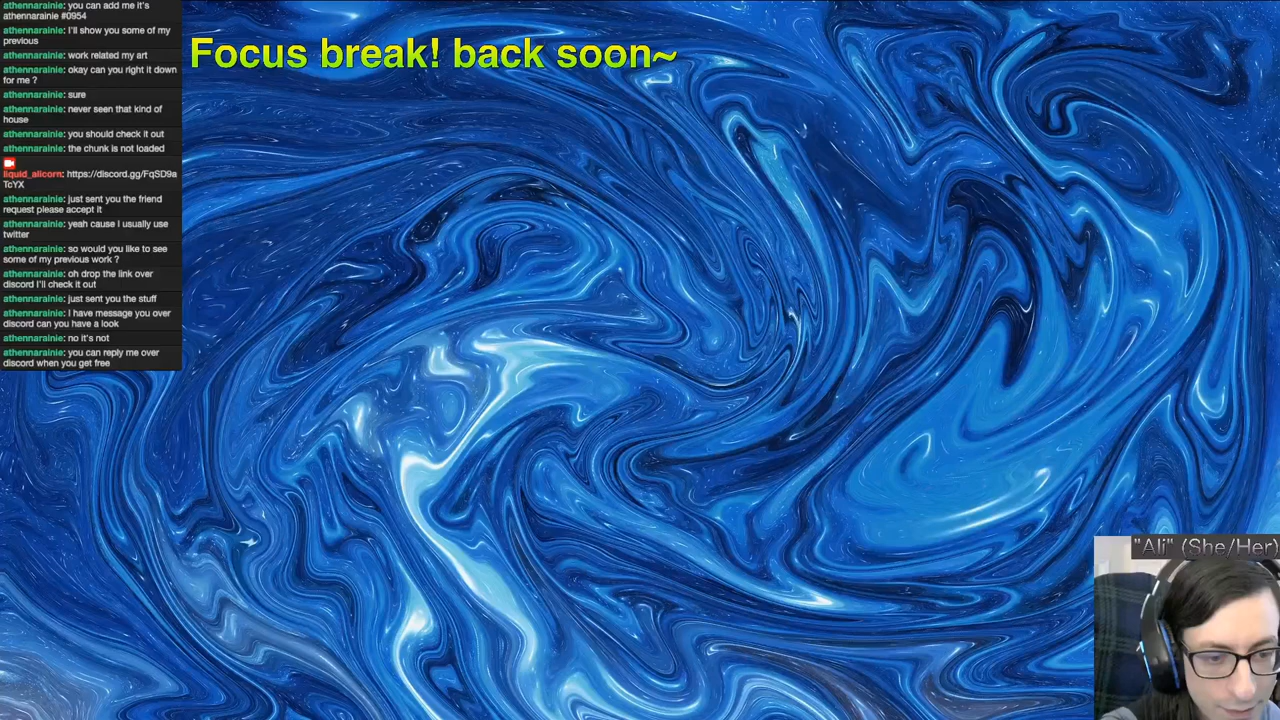 athennarainie: you can add me it's
athennarainie #0954
athennarainie: I'll show you some of my
previous
athennarainie: work related my art
athennarainie: okay can you right it down
for me ?
athennarainie: sure
athennarainie: never seen that kind of
house
athennarainie: you should check it out
athennarainie: the chunk is not loaded
liquid_alicorn: https://discord.gg/FqSD9a
TcYX
athennarainie: just sent you the friend
request please accept it
athennarainie: yeah cause I usually use
twitter
athennarainie: so would you like to see
some of my previous work ?
athennarainie: oh drop the link over
discord I'll check it out
athennarainie: just sent you the stuff
athennarainie: I have message you over
discord can you have a look
athennarainie: no it's not
athennarainie: you can reply me over
discord when you get free
Focus break! back soon~
"Ali" (She/Her)